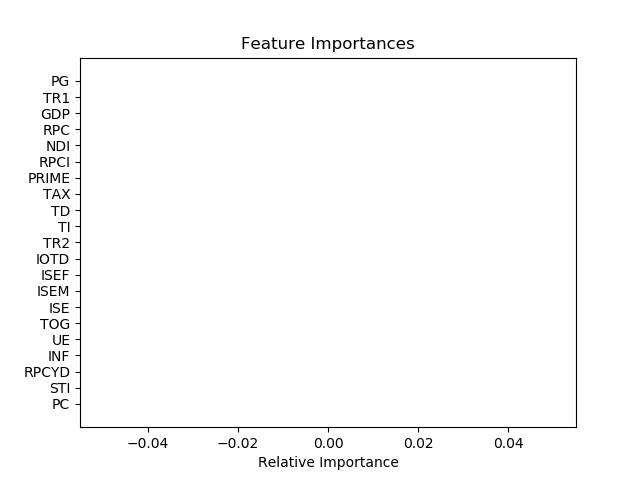 Feature Importances
PG
TR1
GDP
RPC
NDI
RPCI
PRIME
TAX
TD
TI
TR2
IOTD
ISEF
ISEM
ISE
TOG
UE
INF
RPCYD
STI
PC
−0.04 −0.02 0.00 0.02 0.04
Relative Importance